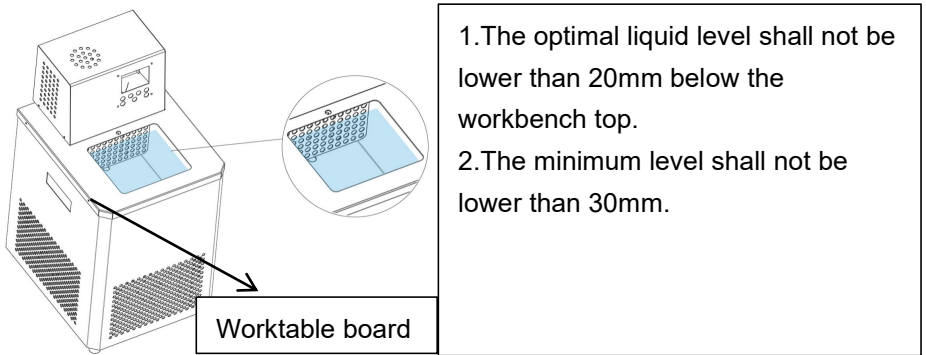 1.The optimal liquid level shall not be
lower than 20mm below the
workbench top.
2.The minimum level shall not be
lower than 30mm.
Worktable board